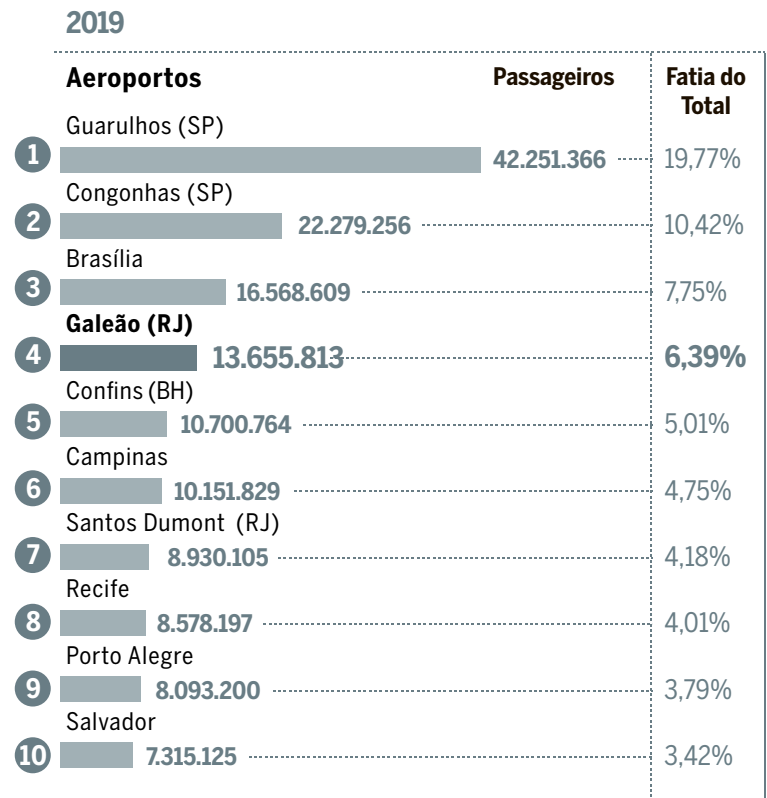 2019
Aeroportos Passageiros Fatia do
Total
Guarulhos (SP)
1 42.251.366 19,77%
Congonhas (SP)
2 22.279.256 10,42%
Brasília
3 16.568.609 7,75%
Galeão (RJ)
4 13.655.813 6,39%
Confins (BH)
5 10.700.764 5,01%
Campinas
6 10.151.829 4,75%
Santos Dumont (RJ)
7 8.930.105 4,18%
Recife
8 8.578.197 4,01%
Porto Alegre
9 8.093.200 3,79%
Salvador
10 7.315.125 3,42%